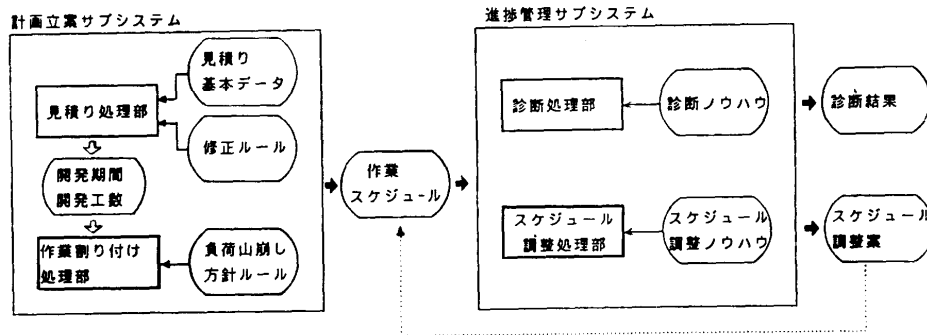 計画立案サブシステム
見積り
基本データ
見積り処理部
修正ルール
開発期間
開発工数
作業割り付け
処理部
負荷山崩し
方針ルール
作業
スケジュール
進捗管理サブシステム
診断処理部
診断ノウハウ
診断結果
スケジュール
調整処理部
スケジュール
調整ノウハウ
スケジュール
調整案